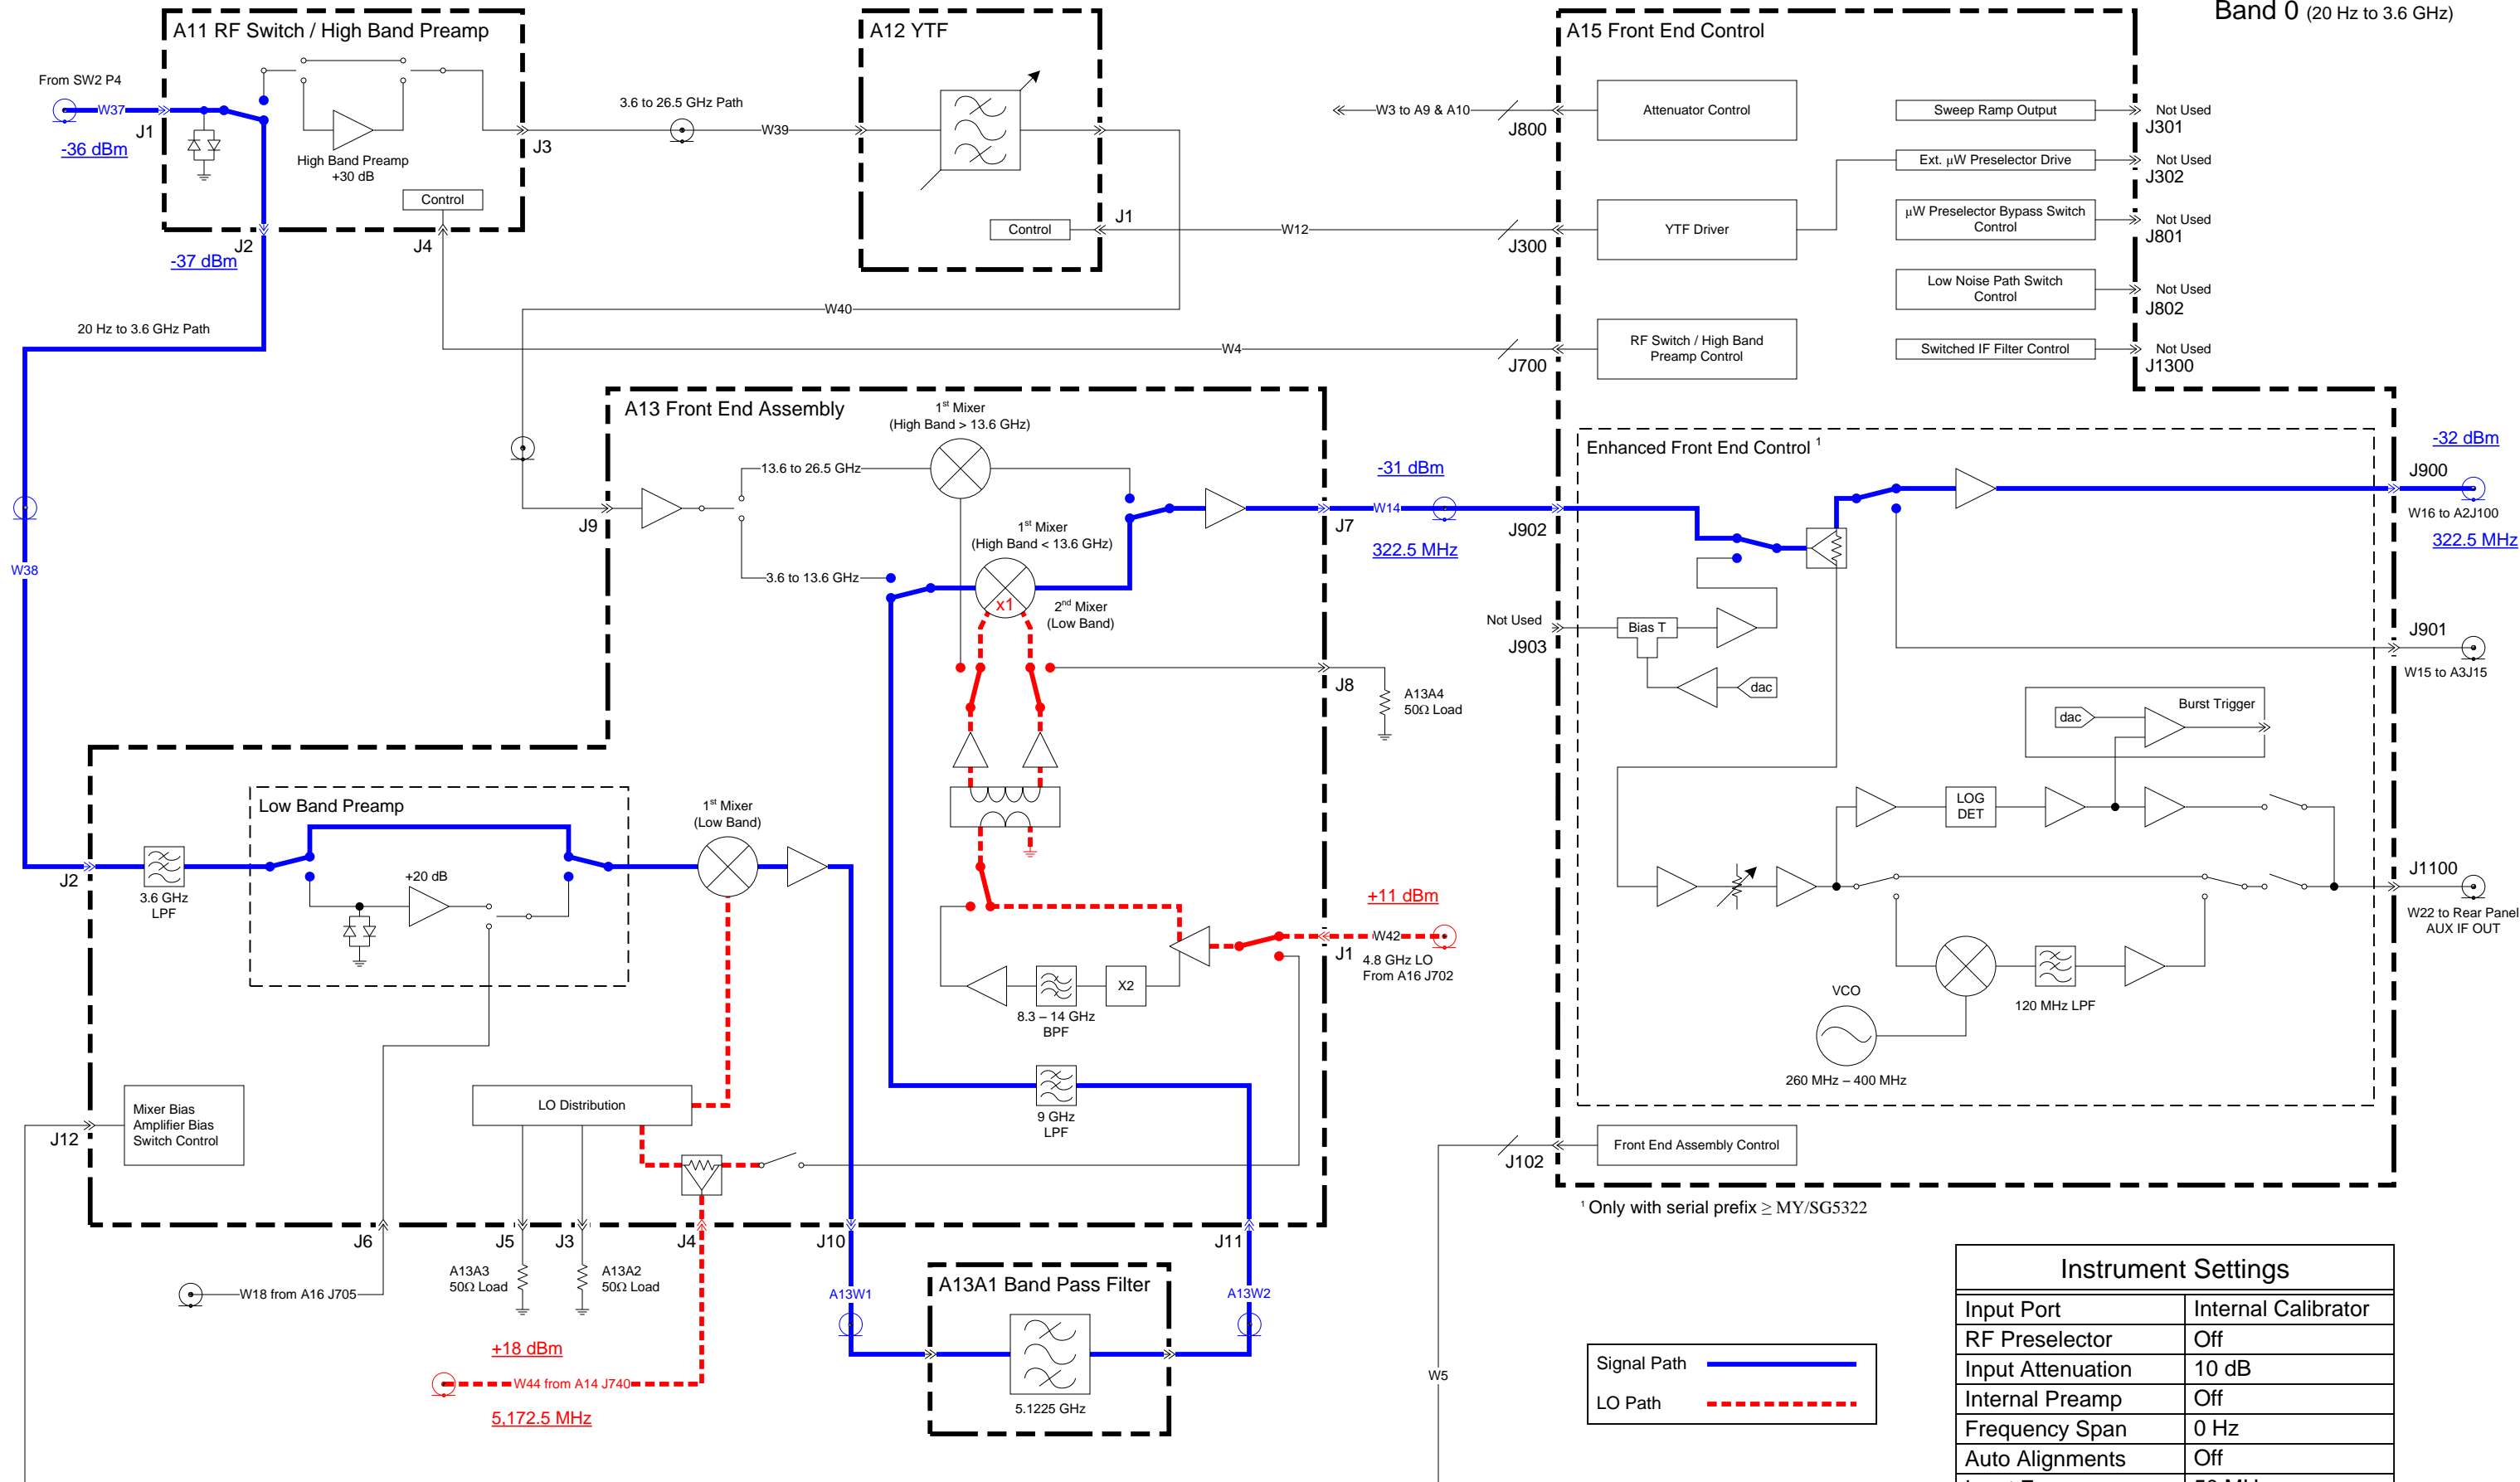 Band 0 (20 Hz to 3.6 GHz)
A11 RF Switch / High Band Preamp
From SW2 P4
W37
J1
-36 dBm
High Band Preamp
+30 dB
Control
J2
J4
J3
-37 dBm
20 Hz to 3.6 GHz Path
W38
3.6 to 26.5 GHz Path
W39
A12 YTF
Control
J1
W12
W40
W4
A15 Front End Control
W3 to A9 & A10
J800
Attenuator Control
J300
YTF Driver
J700
RF Switch / High Band
Preamp Control
Sweep Ramp Output
Not Used
J301
Ext. µW Preselector Drive
Not Used
J302
µW Preselector Bypass Switch
Control
Not Used
J801
Low Noise Path Switch
Control
Not Used
J802
Switched IF Filter Control
Not Used
J1300
A13 Front End Assembly
1st Mixer
(High Band > 13.6 GHz)
13.6 to 26.5 GHz
J9
1st Mixer
(High Band < 13.6 GHz)
3.6 to 13.6 GHz
x1
2nd Mixer
(Low Band)
J7
-31 dBm
W14
322.5 MHz
J8
A13A4
50Ω Load
Enhanced Front End Control 1
J902
Not Used
J903
Bias T
dac
-32 dBm
J900
W16 to A2J100
322.5 MHz
J901
W15 to A3J15
Burst Trigger
dac
LOG
DET
J1100
W22 to Rear Panel
AUX IF OUT
VCO
120 MHz LPF
260 MHz – 400 MHz
Front End Assembly Control
J102
1 Only with serial prefix ≥ MY/SG5322
Low Band Preamp
+20 dB
J2
3.6 GHz
LPF
1st Mixer
(Low Band)
+11 dBm
W42
J1
4.8 GHz LO
From A16 J702
X2
8.3 – 14 GHz
BPF
9 GHz
LPF
Mixer Bias
Amplifier Bias
Switch Control
J12
LO Distribution
J6
J5
J3
J4
J10
J11
W18 from A16 J705
A13A3
50Ω Load
A13A2
50Ω Load
+18 dBm
W44 from A14 J740
5,172.5 MHz
A13W1
A13A1 Band Pass Filter
5.1225 GHz
A13W2
W5
Signal Path
LO Path
Instrument Settings
Input Port Internal Calibrator
RF Preselector Off
Input Attenuation 10 dB
Internal Preamp Off
Frequency Span 0 Hz
Auto Alignments Off